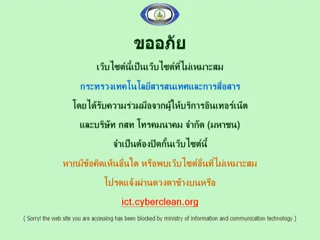 ขออภัย
เว็บไซต์นี้เป็นเว็บไซต์ที่ไม่เหมาะสม
กระทรวงเทคโนโลยีสารสนเทศและการสื่อสาร
โดยได้รับความร่วมมือจากผู้ให้บริการอินเทอร์เน็ต
และบริษัท กสท โทรคมนาคม จำกัด (มหาชน)
จำเป็นต้องปิดกั้นเว็บไซต์นี้
หากมีข้อคิดเห็นอื่นใด หรือพบเว็บไซต์อื่นที่ไม่เหมาะสม
โปรดแจ้งผ่านดวงตาข้างบนหรือ
ict.cyberclean.org
( Sorry! the web site you are accessing has been blocked by ministry of information and communication technology )